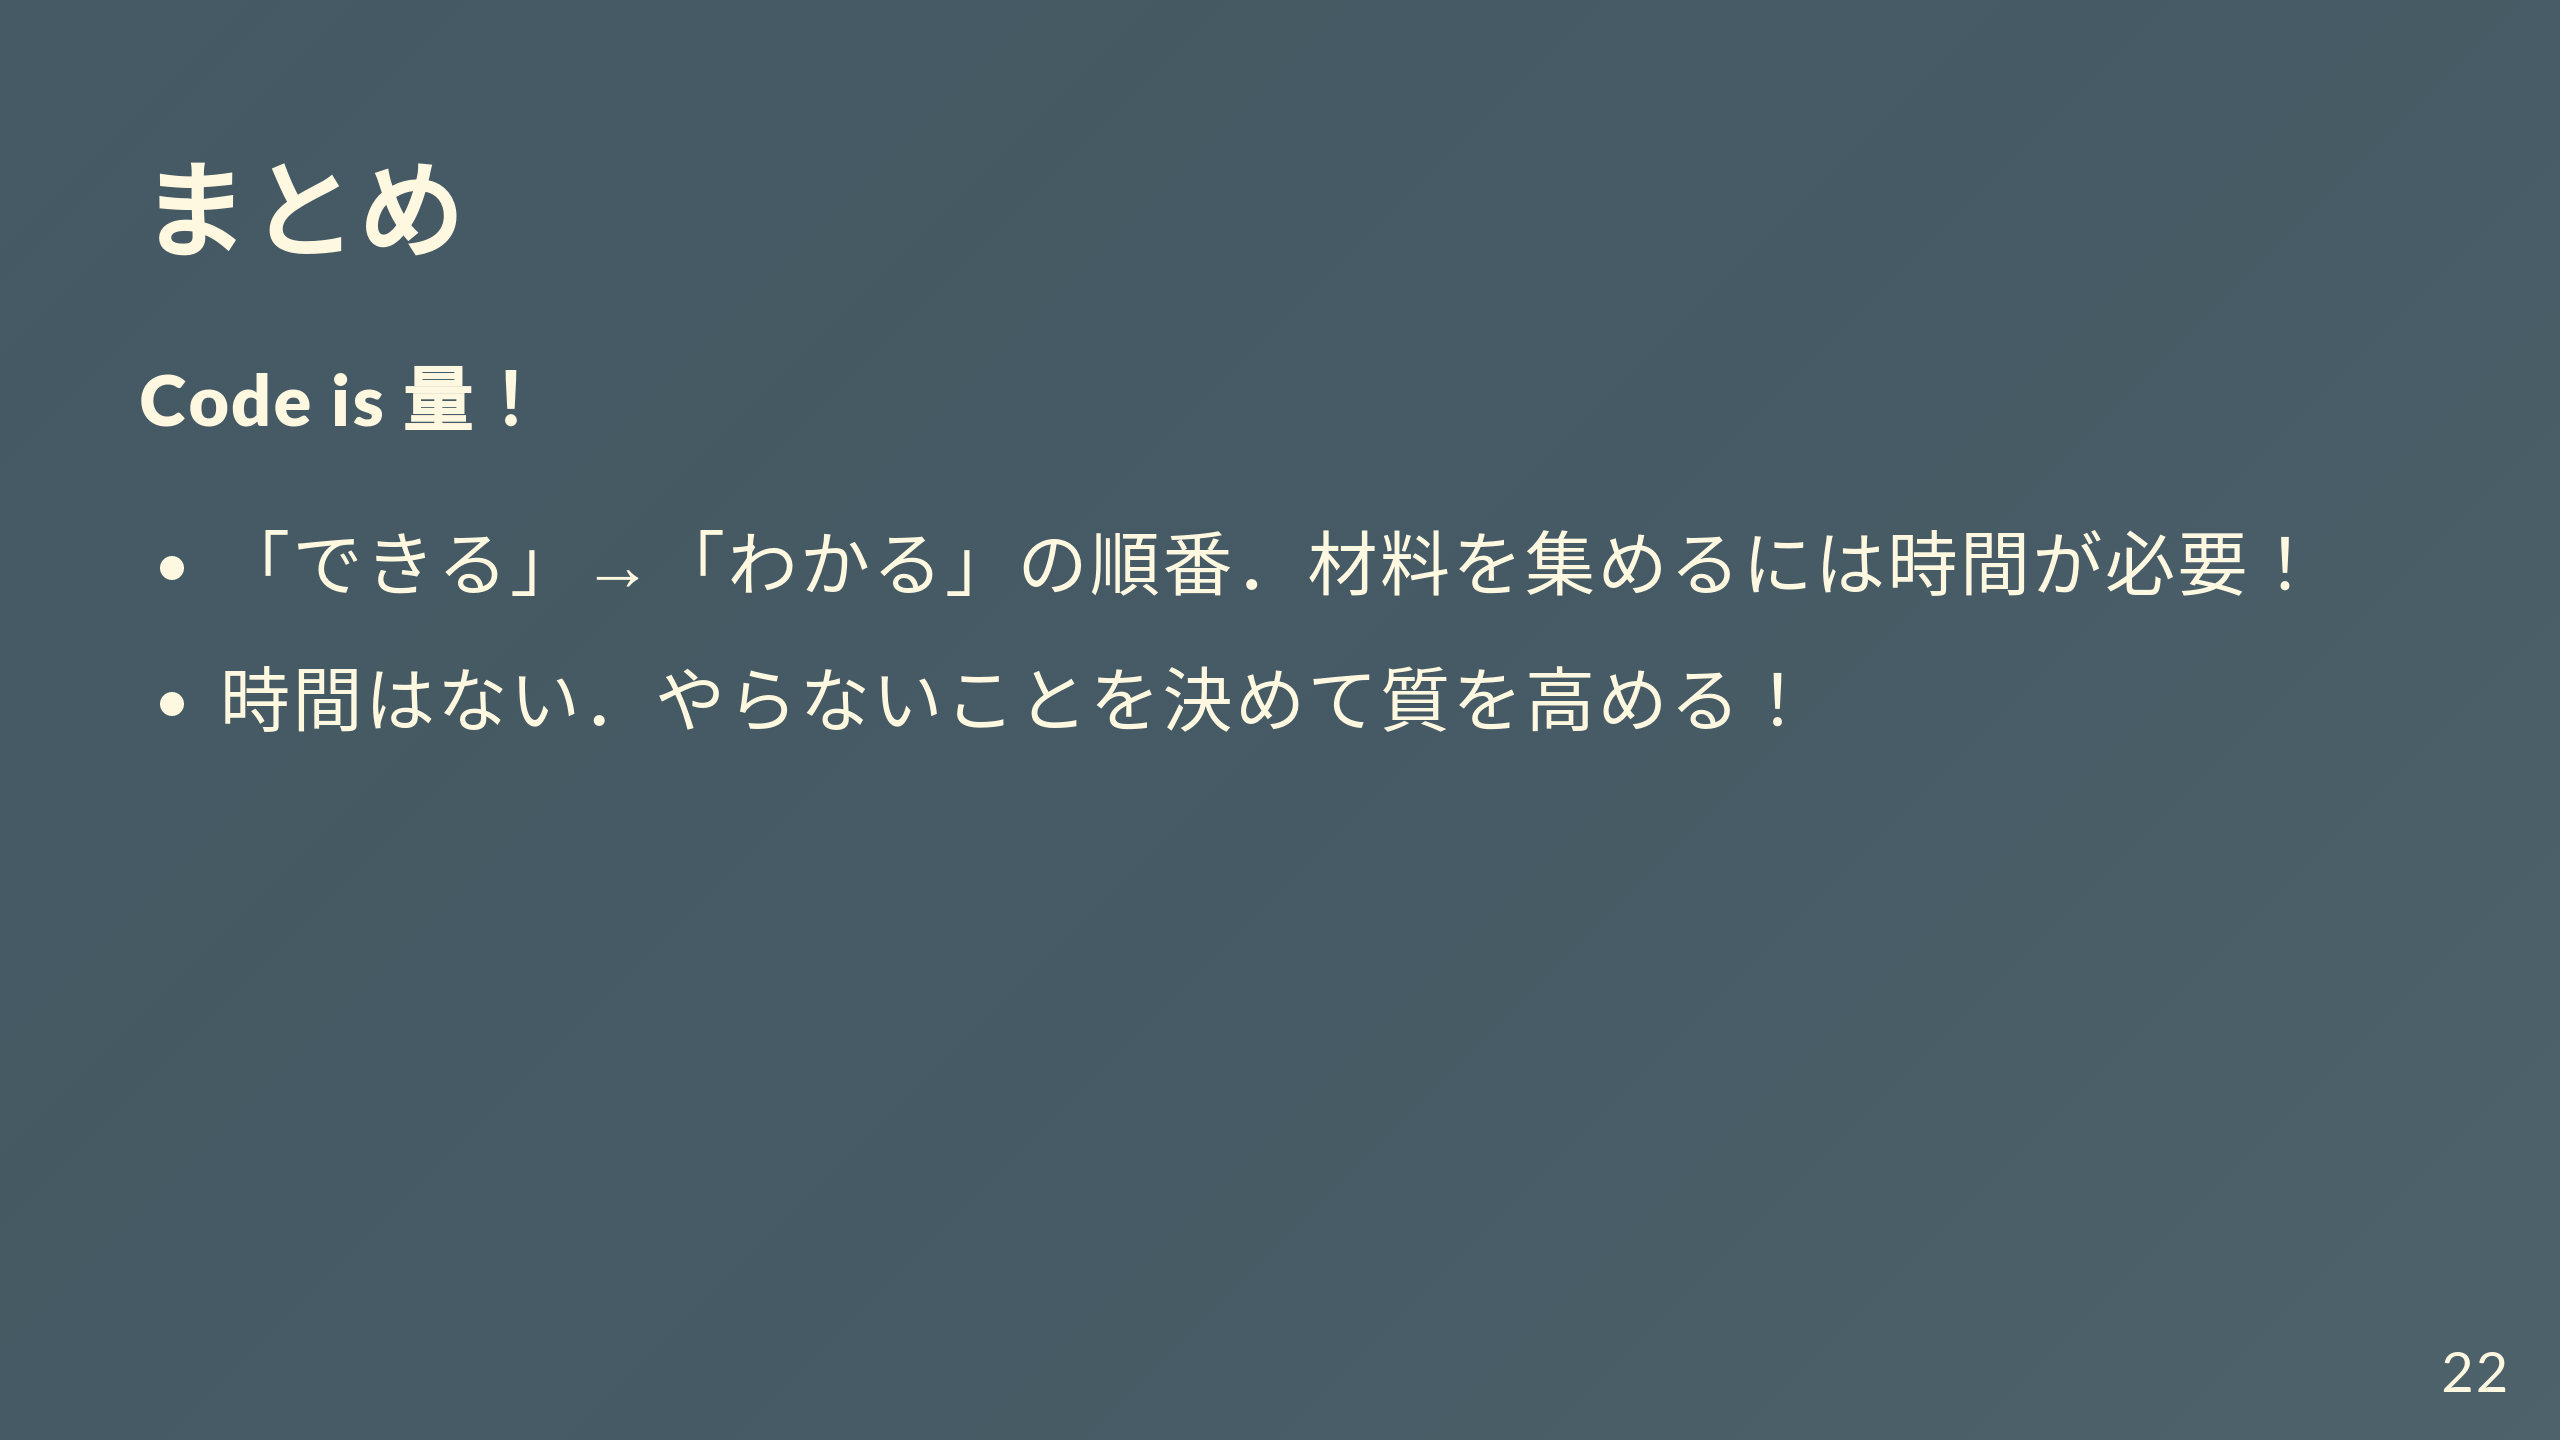 まとめ
Code is 量！
• 「できる」→「わかる」の順番．材料を集めるには時間が必要！
• 時間はない．やらないことを決めて質を高める！
22